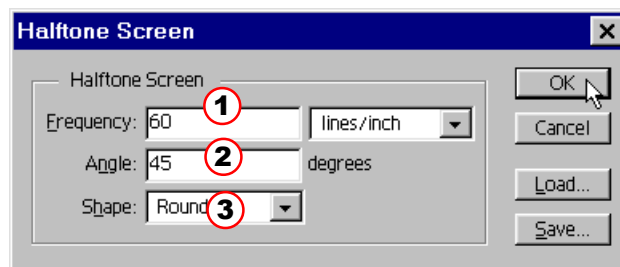 Halftone Screen
Halftone Screen
Frequency: 60 1 lines/inch
Angle: 45 2 degrees
Shape: Round 3
OK
Cancel
Load...
Save...